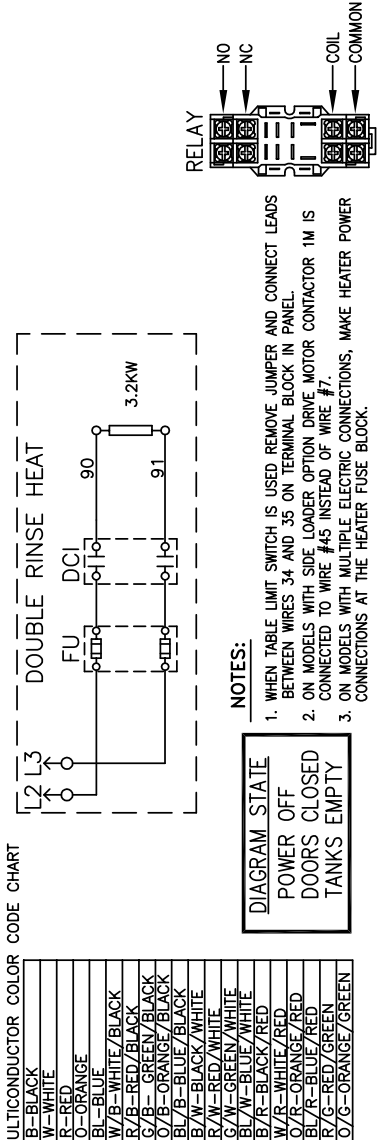 ULTICONDUCTOR COLOR CODE CHART
B-BLACK
W-WHITE
R-RED
O-ORANGE
BL-BLUE
W/B-WHITE/BLACK
R/B-RED/BLACK
G/B- GREEN/BLACK
O/B-ORANGE/BLACK
BL/B-BLUE/BLACK
B/W-BLACK/WHITE
R/W-RED/WHITE
G/W-GREEN/WHITE
BL/W-BLUE/WHITE
B/R-BLACK/RED
W/R-WHITE/RED
O/R-ORANGE/RED
BL/R-BLUE/RED
R/G-RED/GREEN
O/G-ORANGE/GREEN
DOUBLE RINSE HEAT
L2 L3
FU
DCI
90
91
3.2KW
DIAGRAM STATE
POWER OFF
DOORS CLOSED
TANKS EMPTY
NOTES:
1. WHEN TABLE LIMIT SWITCH IS USED REMOVE JUMPER AND CONNECT LEADS
BETWEEN WIRES 34 AND 35 ON TERMINAL BLOCK IN PANEL.
2. ON MODELS WITH SIDE LOADER OPTION DRIVE MOTOR CONTACTOR 1M IS
CONNECTED TO WIRE #45 INSTEAD OF WIRE #7.
3. ON MODELS WITH MULTIPLE ELECTRIC CONNECTIONS, MAKE HEATER POWER
CONNECTIONS AT THE HEATER FUSE BLOCK.
RELAY
NO
NC
COIL
COMMON